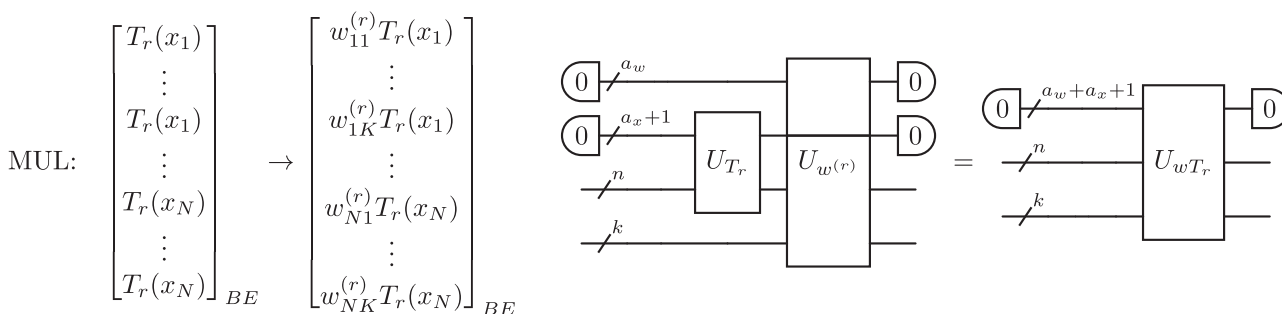 MUL:
T_r(x_1)
⋮
T_r(x_1)
⋮
T_r(x_N)
⋮
T_r(x_N)
BE
→
w_{11}^{(r)} T_r(x_1)
⋮
w_{1K}^{(r)} T_r(x_1)
⋮
w_{N1}^{(r)} T_r(x_N)
⋮
w_{NK}^{(r)} T_r(x_N)
BE
0 a_w 0
0 a_x+1 0
U_{T_r} U_{w^{(r)}}
n
k
=
0 a_w+a_x+1 0
n
U_{wT_r}
k